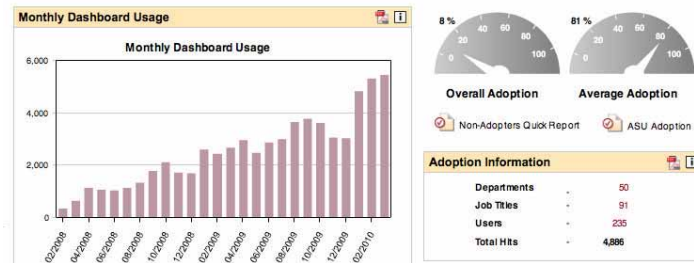 Monthly Dashboard Usage
Monthly Dashboard Usage
6,000
4,000
2,000
0
02/2008
04/2008
06/2008
08/2008
10/2008
12/2008
02/2009
04/2009
06/2009
08/2009
10/2009
12/2009
02/2010
8 %
0 20 40 60 80 100
Overall Adoption
81 %
0 20 40 60 80 100
Average Adoption
Non-Adopters Quick Report
ASU Adoption
Adoption Information
Departments - 50
Job Titles - 91
Users - 235
Total Hits - 4,886